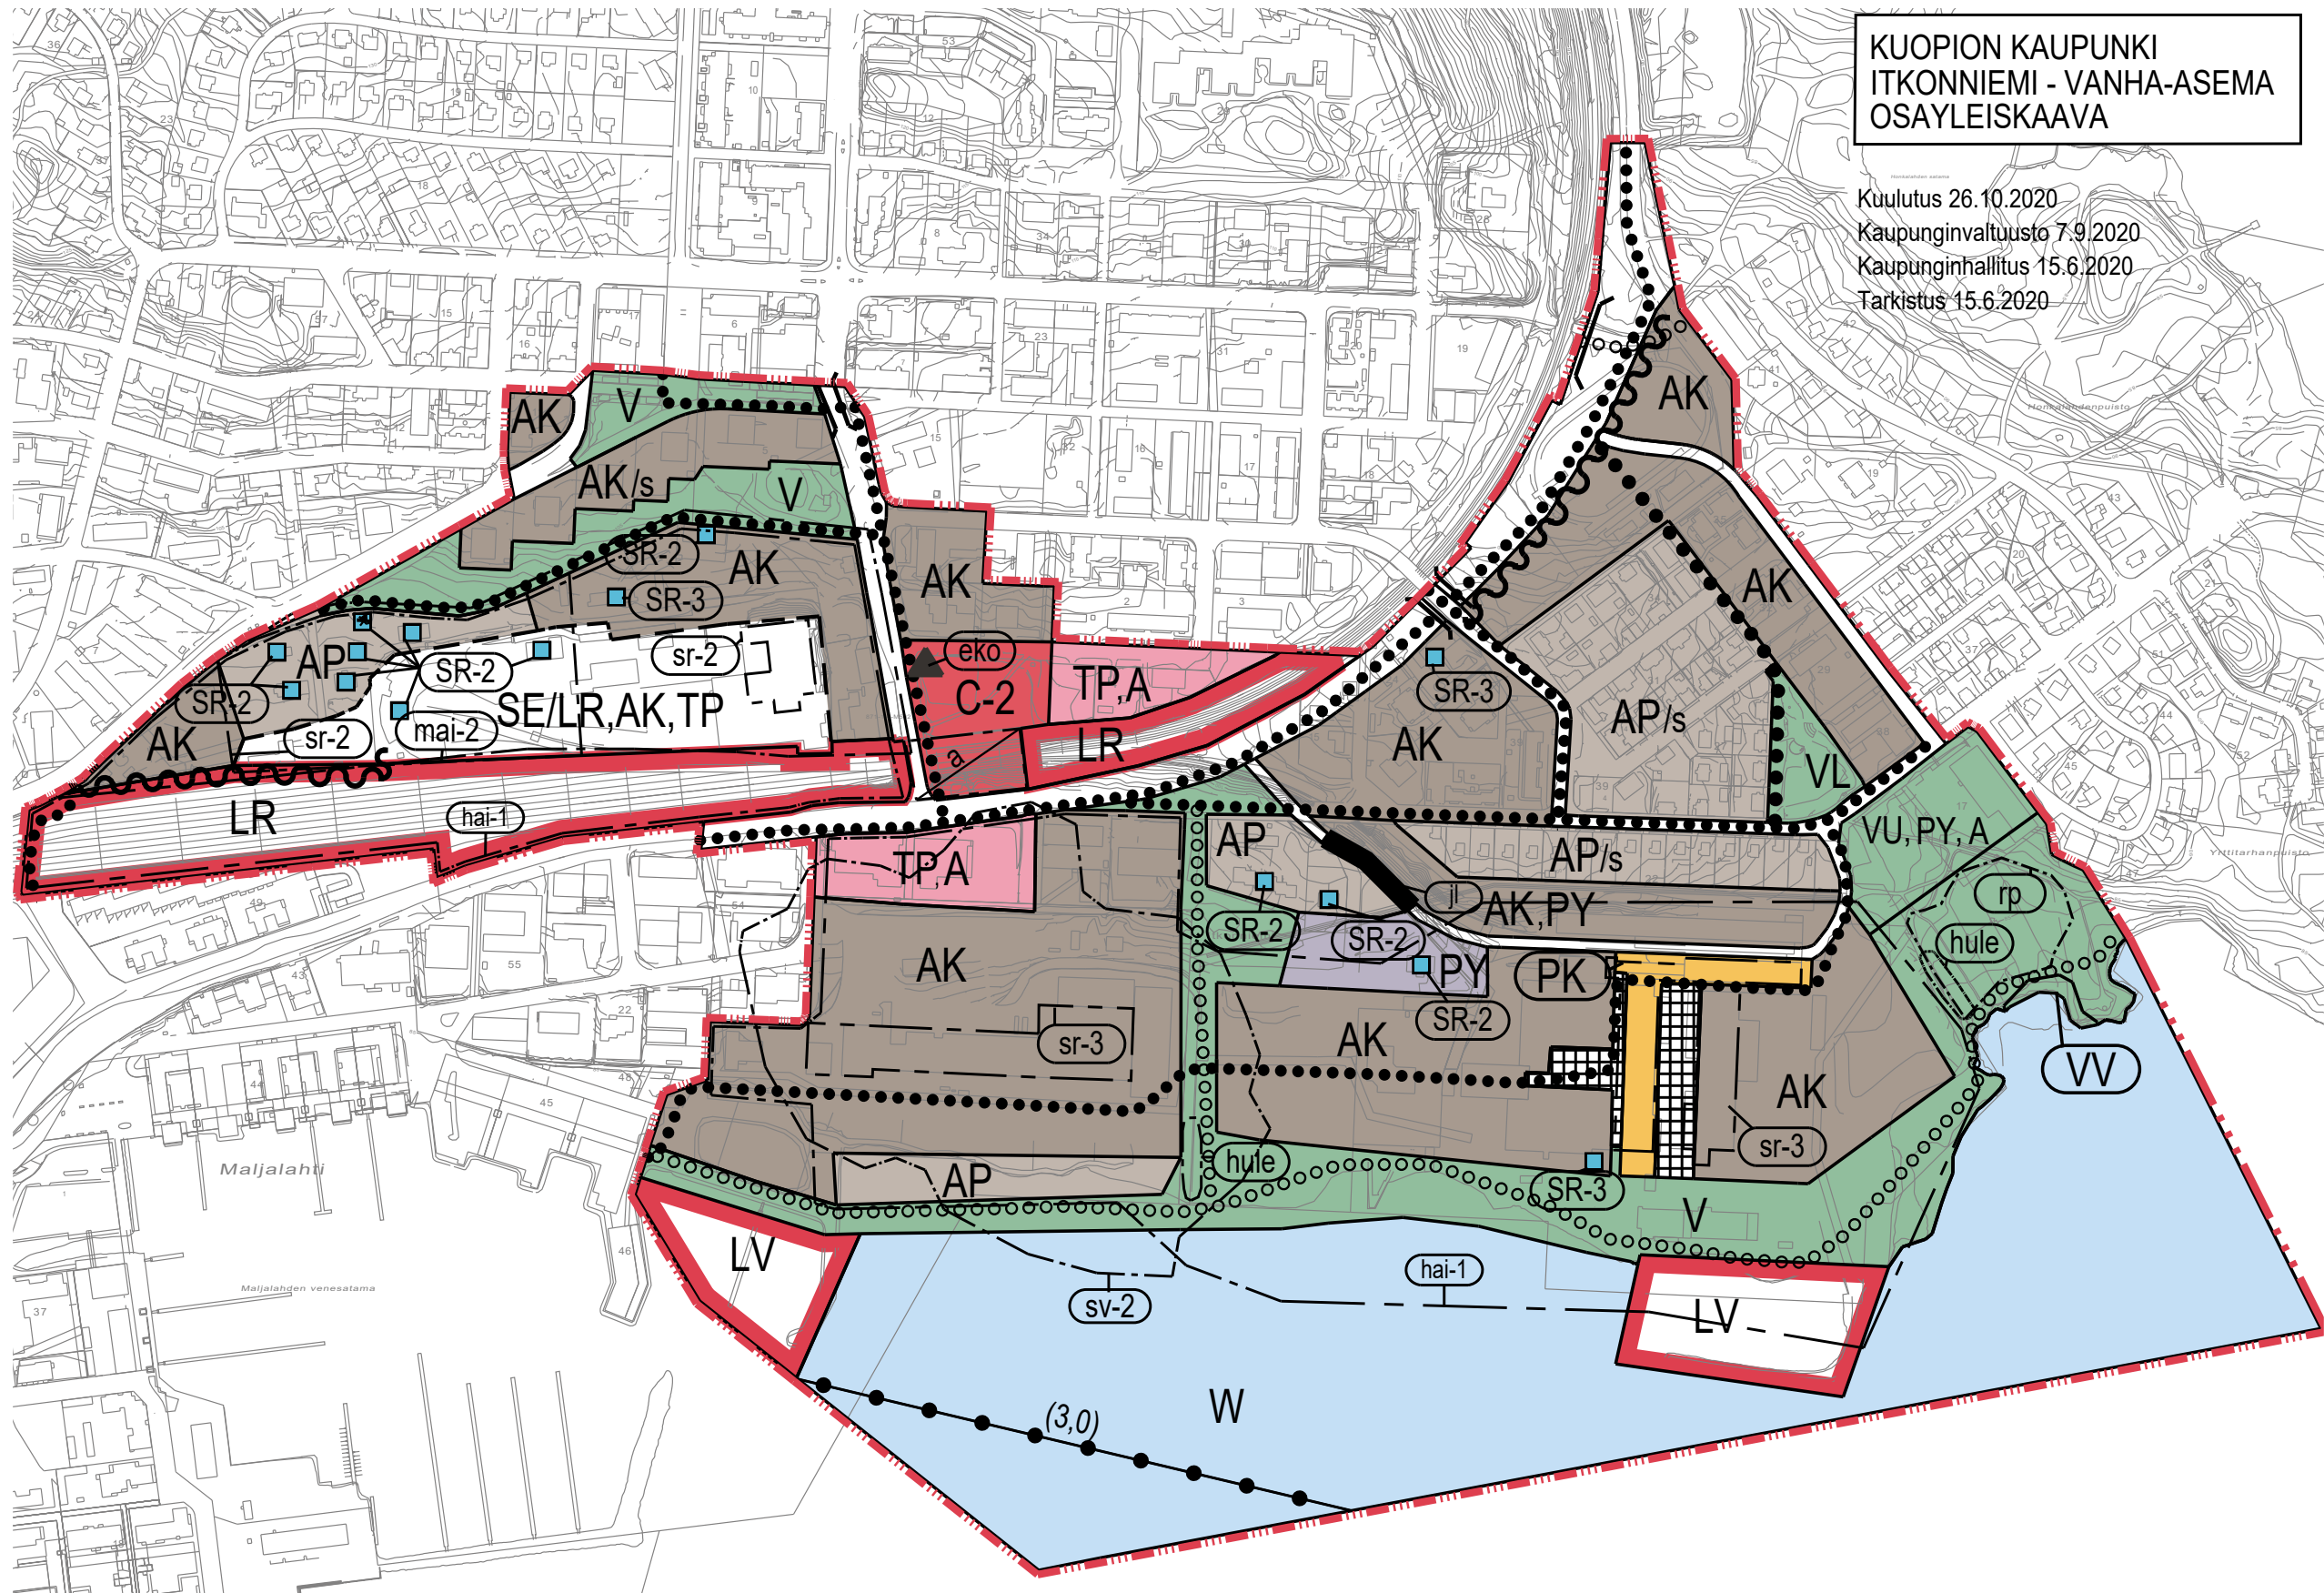 KUOPION KAUPUNKI
ITKONNIEMI - VANHA-ASEMA
OSAYLEISKAAVA
Kuulutus 26.10.2020
Kaupunginvaltuusto 7.9.2020
Kaupunginhallitus 15.6.2020
Tarkistus 15.6.2020
Honkalahdenpuisto
AK
V
AK
AK/s
V
SR-2
AK
AK
AK
SR-3
sr-2
eko
AP
SR-2
SR-2
C-2
TP,A
SR-3
AP/s
SE/LR,AK,TP
sr-2
mai-2
AK
a
LR
AK
VL
LR
hai-1
VU, PY, A
TP,A
AP
AP/s
jl
AK,PY
rp
SR-2
SR-2
hule
AK
PY
PK
SR-2
sr-3
AK
VV
AK
sr-3
Maljalahti
hule
AP
SR-3
V
LV
Maljalahden venesatama
hai-1
sv-2
LV
W
(3,0)
Yrttitarhanpuisto